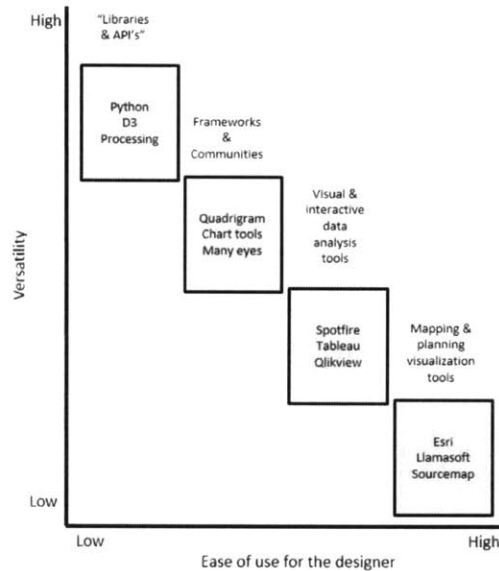 High
"Libraries
& API's"
Python
D3
Processing
Frameworks
&
Communities
Quadrigram
Chart tools
Many eyes
Visual &
interactive
data
analysis
tools
Spotfire
Tableau
Qlikview
Mapping &
planning
visualization
tools
Esri
Llamasoft
Sourcemap
Versatility
Low
Low
High
Ease of use for the designer